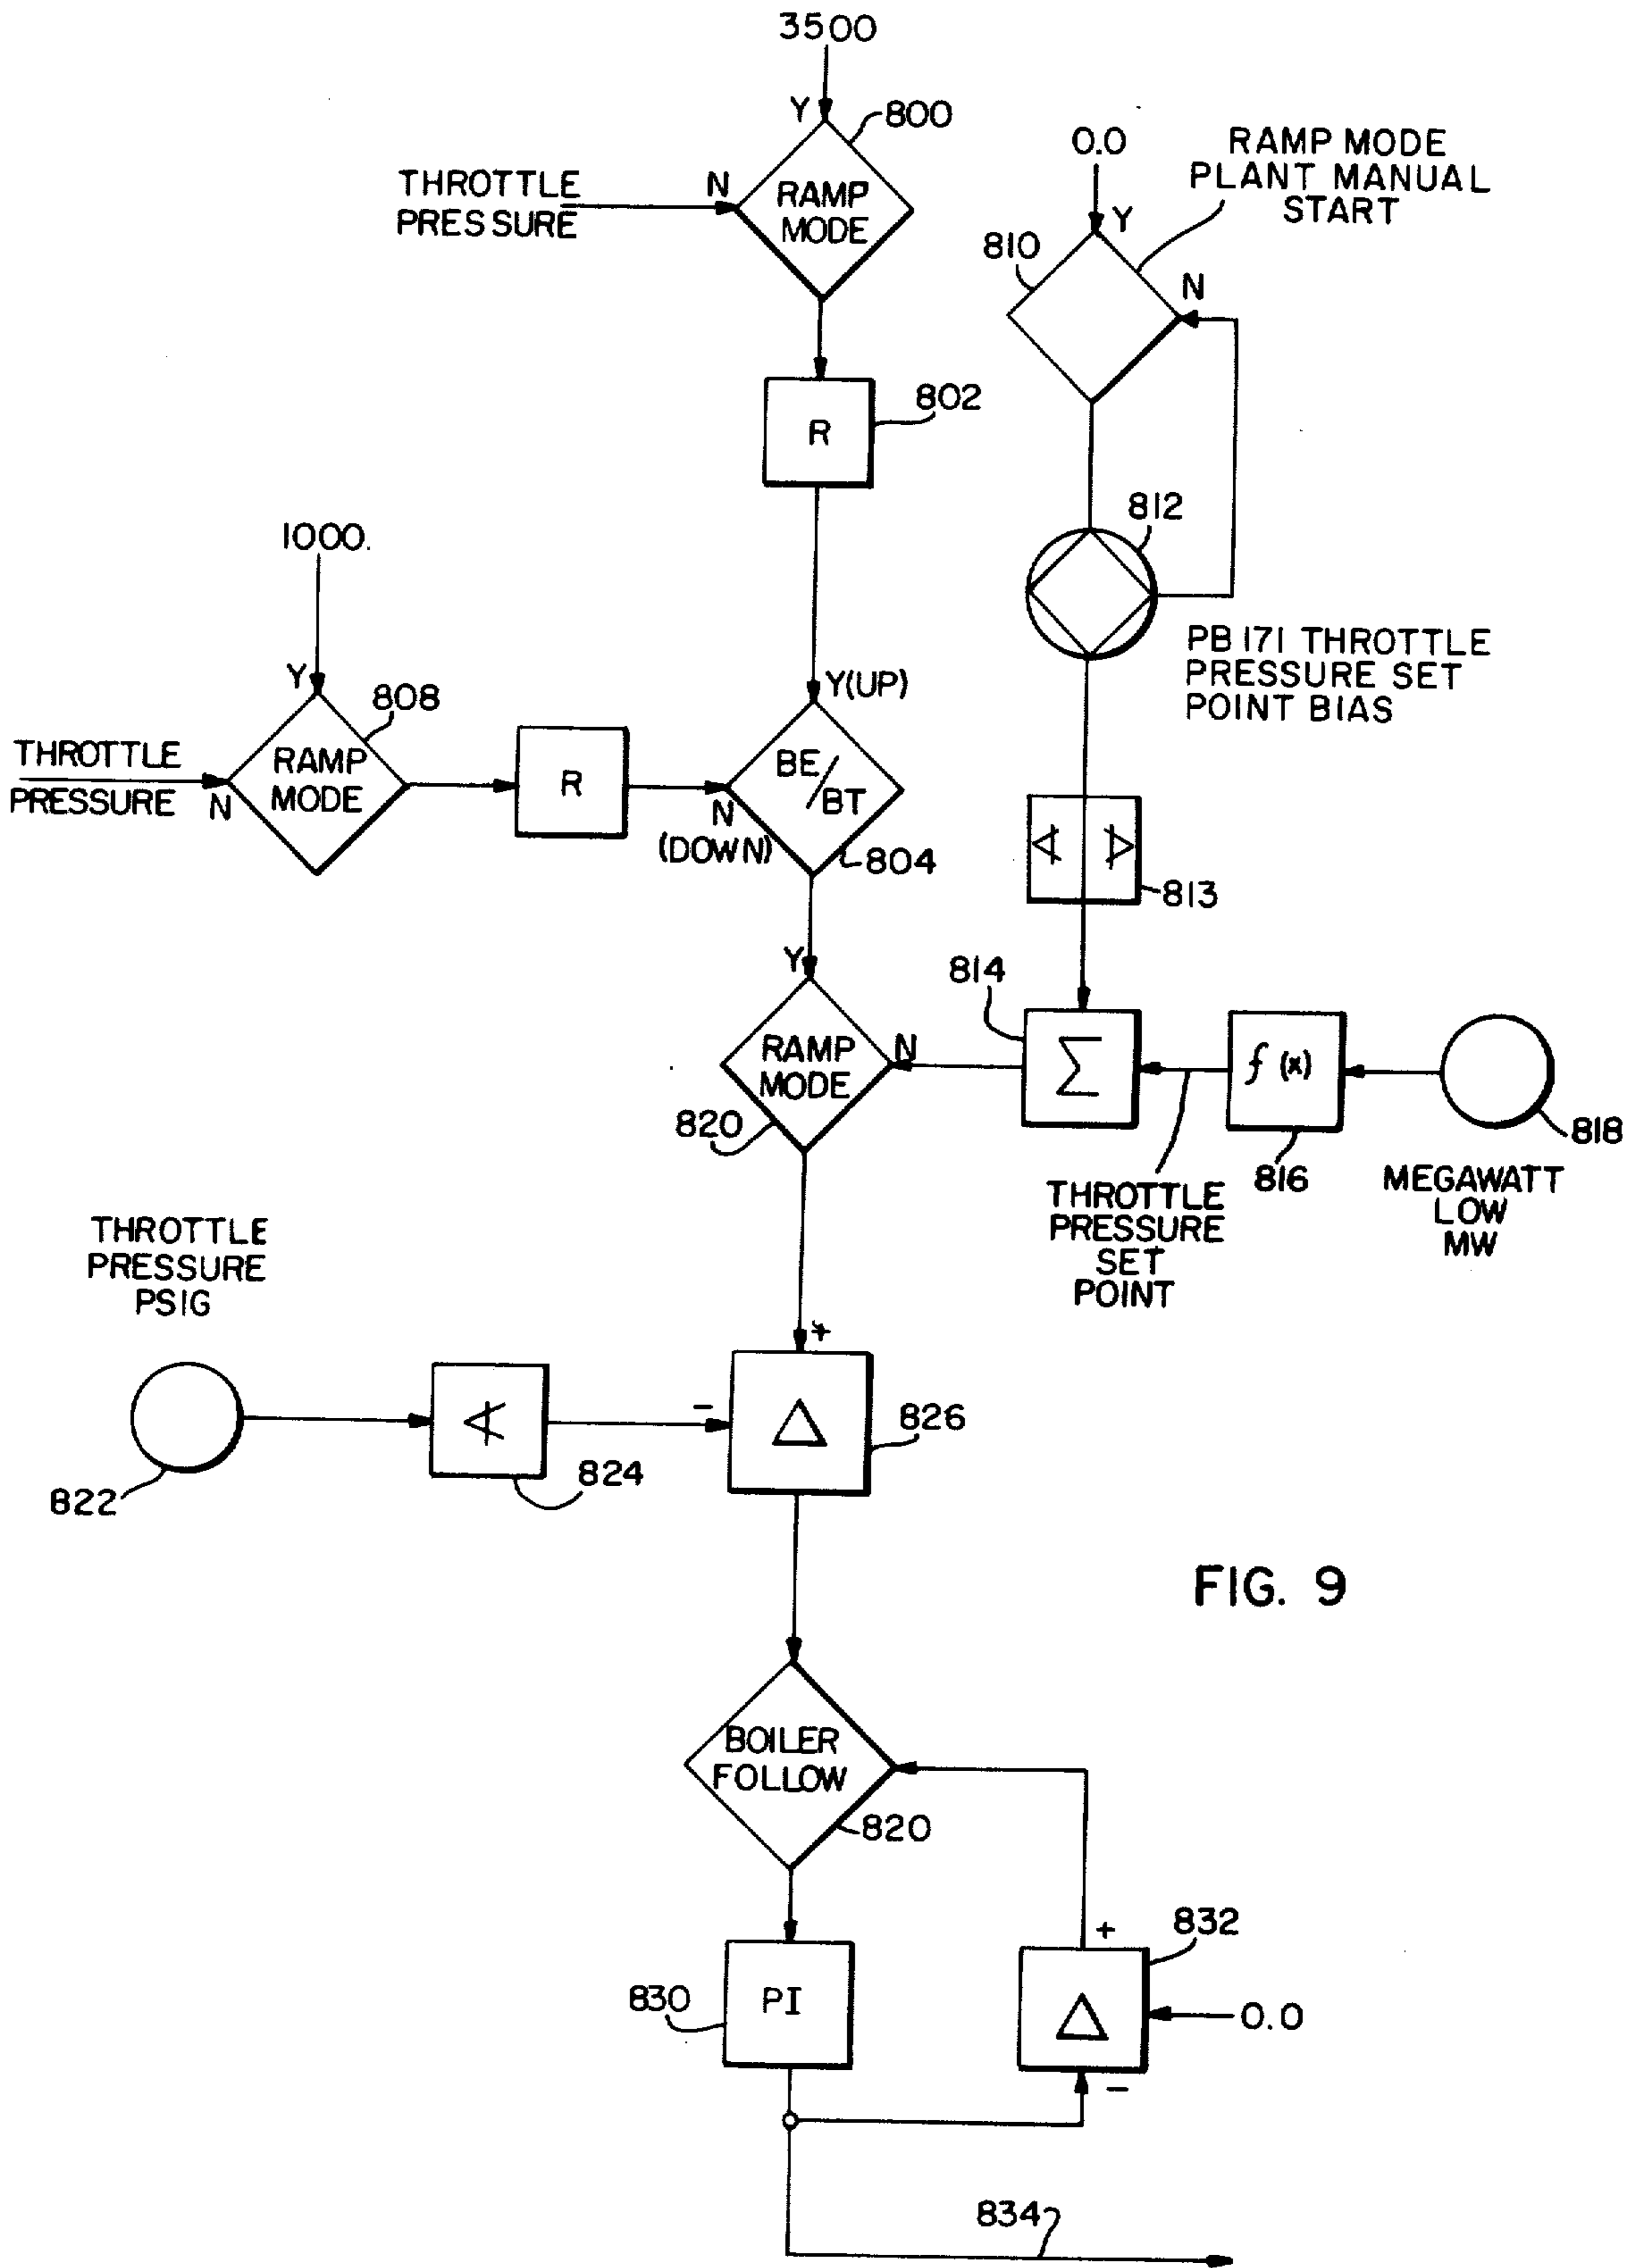 3500
Y
800
THROTTLE
PRESSURE
N
RAMP
MODE
0.0
RAMP MODE
PLANT MANUAL
START
Y
810
N
R
802
812
1000.
PB 171 THROTTLE
PRESSURE SET
POINT BIAS
Y(UP)
Y
808
THROTTLE
PRESSURE
N
RAMP
MODE
R
BE/
BT
N
(DOWN)
804
813
Y
814
RAMP
MODE
N
Σ
f (x)
820
818
816
THROTTLE
PRESSURE
SET
POINT
MEGAWATT
LOW
MW
THROTTLE
PRESSURE
PSIG
+
-
Δ
826
822
824
FIG. 9
BOILER
FOLLOW
820
+
832
830
PI
Δ
0.0
-
834